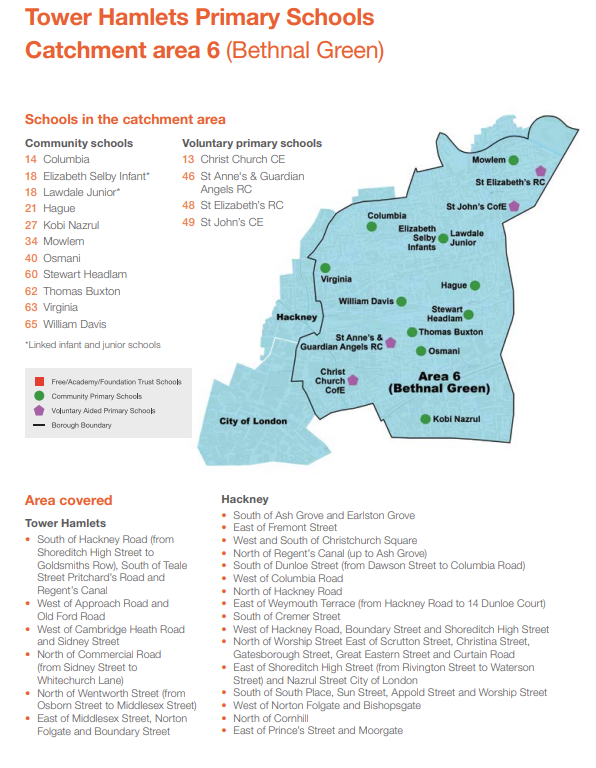 Tower Hamlets Primary Schools
Catchment area 6 (Bethnal Green)
Schools in the catchment area
Community schools
14 Columbia
18 Elizabeth Selby Infant*
18 Lawdale Junior*
21 Hague
27 Kobi Nazrul
34 Mowlem
40 Osmani
60 Stewart Headlam
62 Thomas Buxton
63 Virginia
65 William Davis
*Linked infant and junior schools
Voluntary primary schools
13 Christ Church CE
46 St Anne's & Guardian
Angels RC
48 St Elizabeth's RC
49 St John's CE
Free/Academy/Foundation Trust Schools
Community Primary Schools
Voluntary Aided Primary Schools
Borough Boundary
Mowlem
St Elizabeth's RC
St John's CofE
Columbia
Elizabeth
Selby
Infants
Lawdale
Junior
Virginia
Hague
William Davis
Stewart
Headlam
Hackney
Thomas Buxton
St Anne's &
Guardian Angels RC
Osmani
Christ
Church
CofE
Area 6
(Bethnal Green)
City of London
Kobi Nazrul
Area covered
Tower Hamlets
• South of Hackney Road (from
Shoreditch High Street to
Goldsmiths Row), South of Teale
Street Pritchard's Road and
Regent's Canal
• West of Approach Road and
Old Ford Road
• West of Cambridge Heath Road
and Sidney Street
• North of Commercial Road
(from Sidney Street to
Whitechurch Lane)
• North of Wentworth Street (from
Osborn Street to Middlesex Street)
• East of Middlesex Street, Norton
Folgate and Boundary Street
Hackney
• South of Ash Grove and Earlston Grove
• East of Fremont Street
• West and South of Christchurch Square
• North of Regent's Canal (up to Ash Grove)
• South of Dunloe Street (from Dawson Street to Columbia Road)
• West of Columbia Road
• North of Hackney Road
• East of Weymouth Terrace (from Hackney Road to 14 Dunloe Court)
• South of Cremer Street
• West of Hackney Road, Boundary Street and Shoreditch High Street
• North of Worship Street East of Scrutton Street, Christina Street,
Gatesborough Street, Great Eastern Street and Curtain Road
• East of Shoreditch High Street (from Rivington Street to Waterson
Street) and Nazrul Street City of London
• South of South Place, Sun Street, Appold Street and Worship Street
• West of Norton Folgate and Bishopsgate
• North of Cornhill
• East of Prince's Street and Moorgate